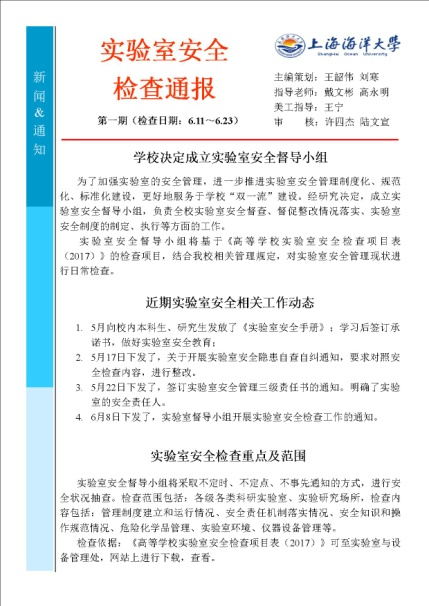 新闻&通知
实验室安全
检查通报
第一期（检查日期：6.11～6.23）
上海海洋大學
Shanghai Ocean University
主编策划：王韶伟 刘寒
指导老师：戴文彬 高永明
美工指导：王宁
审 核：许四杰 陆文宣
学校决定成立实验室安全督导小组
为了加强实验室的安全管理，进一步推进实验室安全管理制度化、规范
化、标准化建设，更好地服务于学校“双一流”建设，经研究决定，成立实
验室安全督导小组，负责全校实验室安全督查、督促整改情况落实、实验室
安全制度的制定、执行等方面的工作。
实验室安全督导小组将基于《高等学校实验室安全检查项目表
（2017）》的检查项目，结合我校相关管理规定，对实验室安全管理现状进
行日常检查。
近期实验室安全相关工作动态
1. 5月向校内本科生、研究生发放了《实验室安全手册》；学习后签订承
诺书，做好实验室安全教育；
2. 5月17日下发了，关于开展实验室安全隐患自查自纠通知，要求对照安
全检查内容，进行整改。
3. 5月22日下发了，签订实验室安全管理三级责任书的通知。明确了实验
室的安全责任人。
4. 6月8日下发了，实验室督导小组开展实验室安全检查工作的通知。
实验室安全检查重点及范围
实验室安全督导小组将采取不定时、不定点、不事先通知的方式，进行安
全状况抽查。检查范围包括：各级各类科研实验室、实验研究场所，检查内
容包括：管理制度建立和运行情况、安全责任机制落实情况、安全知识和操
作规范情况、危险化学品管理、实验室环境、仪器设备管理等。
检查依据：《高等学校实验室安全检查项目表（2017）》可至实验室与设
备管理处，网站上进行下载，查看。